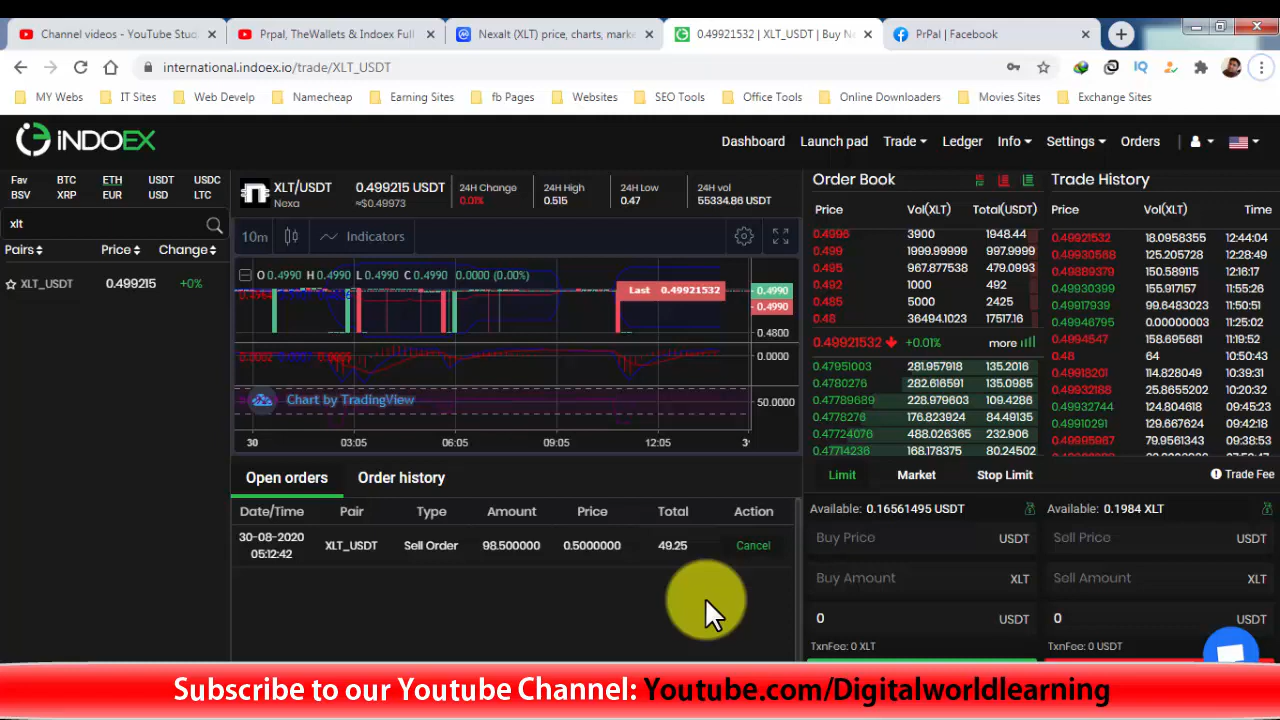 Channel videos - YouTube Stud
Prpal, TheWallets & Indoex Full
0.49921532 | XLT_USDT | Buy Ne
PrPal | Facebook
international.indoex.io/trade/XLT_USDT
MY Webs IT Sites Web Develp Namecheap Earning Sites fb Pages Websites SEO Tools Office Tools Online Downloaders Movies Sites Exchange Sites
INDOEX
Dashboard Launch pad Trade Ledger Info Settings Orders
Fav BTC ETH USDT USDC
BSV XRP EUR USD LTC
xlt
Pairs Price Change
XLT_USDT 0.499215 +0%
XLT/USDT 0.499215 USDT 24H Change 24H High 24H Low 24H vol
Nexa ≈$0.49973 0.01% 0.515 0.47 55334.86 USDT
10m Indicators
O 0.4990 H 0.4990 L 0.4990 C 0.4990 0.0000 (0.00%)
Last 0.49921532
0.4990
0.4990
0.4800
0.0000
Chart by TradingView
50.0000
30 03:05 06:05 09:05 12:05
Open orders Order history
Date/Time Pair Type Amount Price Total Action
30-08-2020
05:12:42 XLT_USDT Sell Order 98.500000 0.5000000 49.25 Cancel
Order Book
Price Vol(XLT) Total(USDT)
0.4996 3900 1948.44
0.499 1999.99999 997.9999
0.495 967.877538 479.0993
0.492 1000 492
0.485 5000 2425
0.48 36494.1023 17517.16
0.49921532 +0.01% more
0.47951003 281.957918 135.2016
0.4780276 282.616591 135.0985
0.47789689 228.979603 109.4286
0.4778276 176.823924 84.49135
0.47724076 488.026365 232.906
0.47714236 168.178375 80.24502
Trade History
Price Vol(XLT) Time
0.49921532 18.0958355 12:44:04
0.49930568 125.205728 12:28:49
0.49889379 150.589115 12:16:17
0.49930399 155.691228 11:55:26
0.49917939 99.6483023 11:50:51
0.49946795 0.00000003 11:25:02
0.4994547 158.695681 11:19:52
0.48 64 10:50:43
0.49918201 114.828049 10:39:31
0.49932188 25.8655202 10:20:32
0.49932744 124.804618 09:45:23
0.49910291 129.667624 09:42:18
0.49995987 79.9561343 09:38:53
Limit Market Stop Limit Trade Fee
Available: 0.16561495 USDT Available: 0.1984 XLT
Buy Price USDT Sell Price USDT
Buy Amount XLT Sell Amount XLT
0 USDT 0 USDT
TxnFee: 0 XLT TxnFee: 0 USDT
Subscribe to our Youtube Channel: Youtube.com/Digitalworldlearning